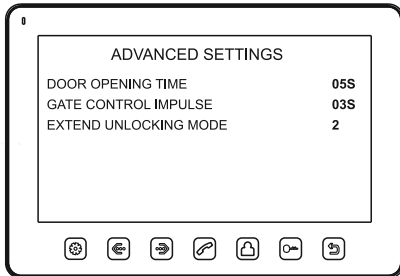 ADVANCED SETTINGS
DOOR OPENING TIME 05S
GATE CONTROL IMPULSE 03S
EXTEND UNLOCKING MODE 2